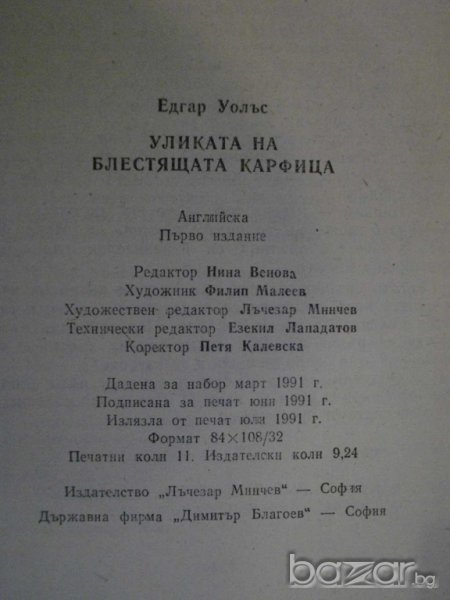 Едгар Уолъс
УЛИКАТА НА
БЛЕСТЯЩАТА КАРФИЦА
Английска
Първо издание
Редактор Нина Венова
Художник Филип Малеев
Художествен редактор Лъчезар Минчев
Технически редактор Езекил Лападатов
Коректор Петя Калевска
Дадена за набор март 1991 г.
Подписана за печат юни 1991 г.
Излязла от печат юли 1991 г.
Формат 84×108/32
Печатни коли 11. Издателски коли 9,24
Издателство „Лъчезар Минчев“ — София
Държавна фирма „Димитър Благоев“ — София
bazar.bg